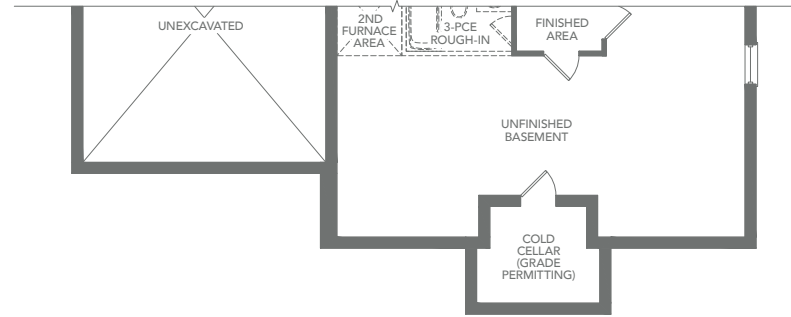 UNEXCAVATED
2ND
FURNACE
AREA
3-PCE
ROUGH-IN
FINISHED
AREA
UNFINISHED
BASEMENT
COLD
CELLAR
(GRADE
PERMITTING)